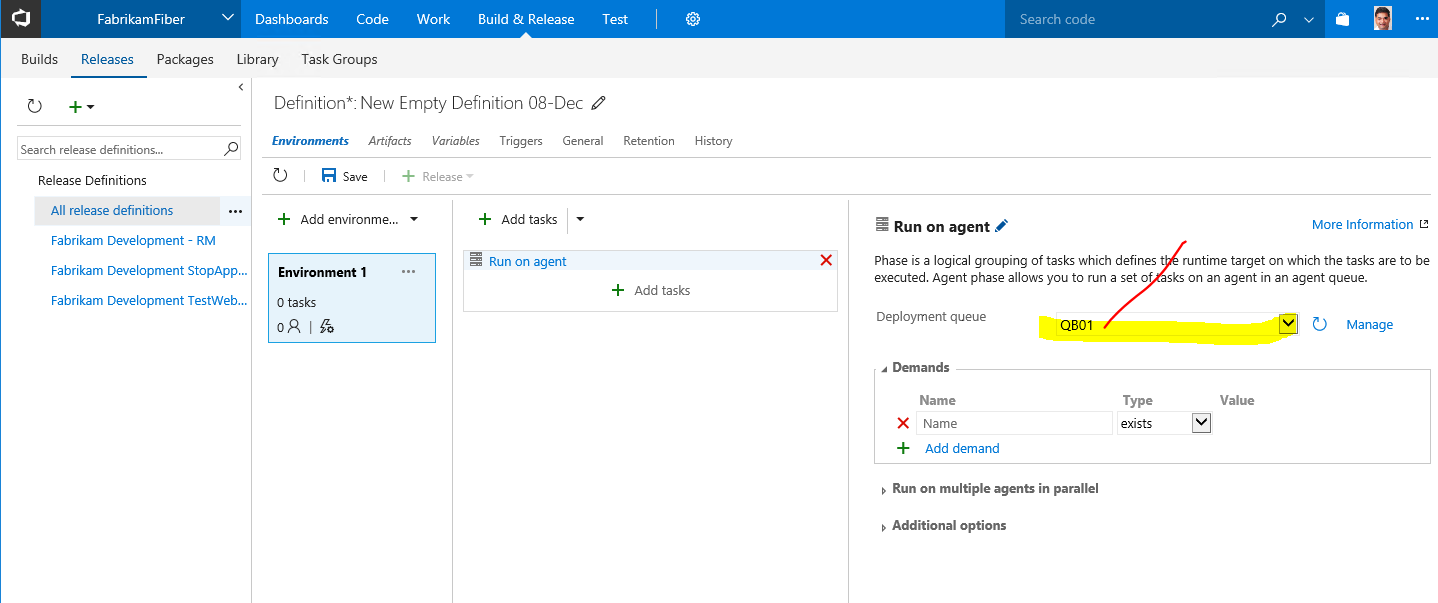 FabrikamFiber Dashboards Code Work Build & Release Test Search code
Builds Releases Packages Library Task Groups
Search release definitions...
Release Definitions
All release definitions
Fabrikam Development - RM
Fabrikam Development StopApp...
Fabrikam Development TestWeb...
Definition*: New Empty Definition 08-Dec
Environments Artifacts Variables Triggers General Retention History
Save Release
Add environme...
Environment 1
0 tasks
0
Add tasks
Run on agent
Add tasks
Run on agent More Information
Phase is a logical grouping of tasks which defines the runtime target on which the tasks are to be
executed. Agent phase allows you to run a set of tasks on an agent in an agent queue.
Deployment queue QB01 Manage
Demands
Name Type Value
Name exists
Add demand
Run on multiple agents in parallel
Additional options